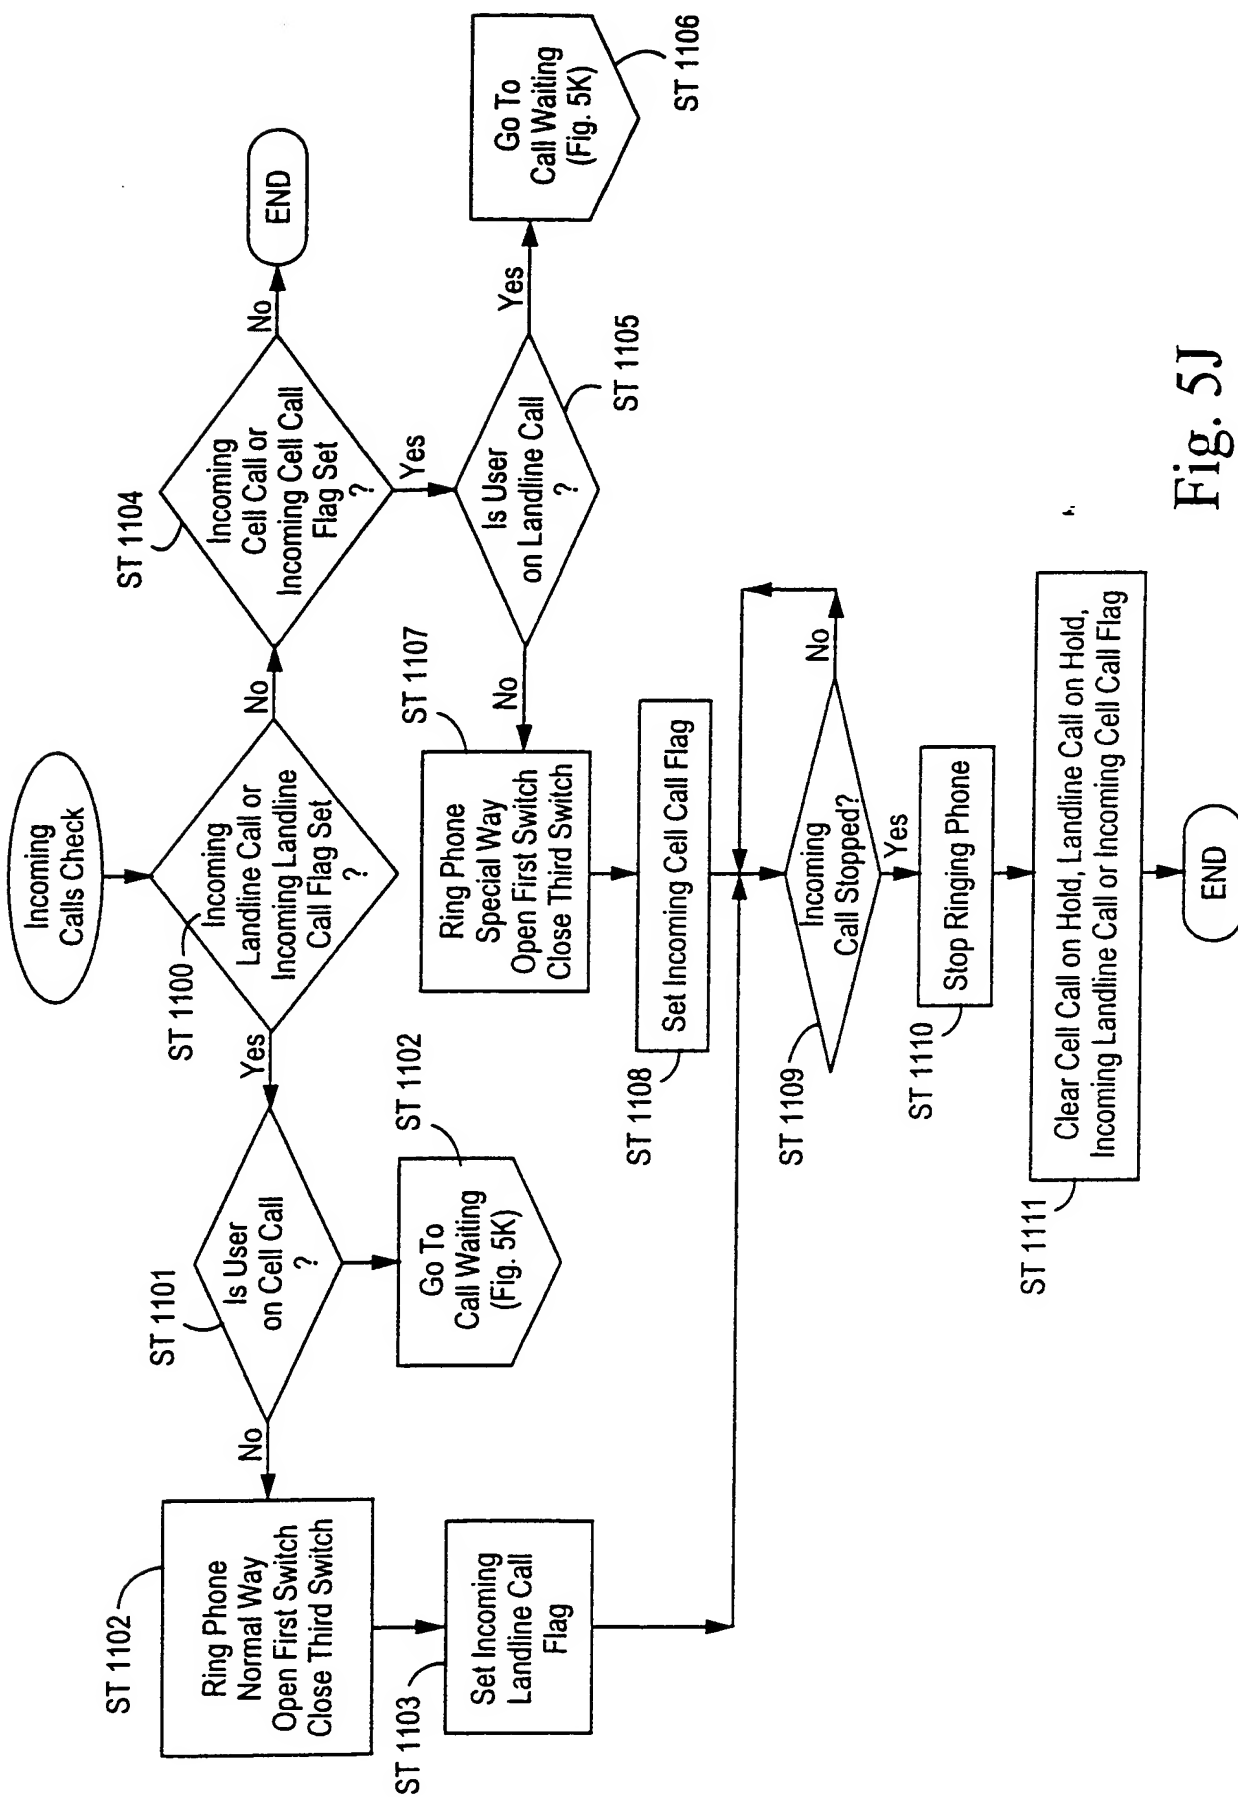 Incoming
Calls Check
ST 1100
Incoming
Landline Call or
Incoming Landline
Call Flag Set
?
Yes
No
ST 1104
Incoming
Cell Call or
Incoming Cell Call
Flag Set
?
No
END
Yes
ST 1101
Is User
on Cell Call
?
No
ST 1102
Go To
Call Waiting
(Fig. 5K)
ST 1105
Is User
on Landline Call
?
Yes
No
ST 1106
Go To
Call Waiting
(Fig. 5K)
ST 1102
Ring Phone
Normal Way
Open First Switch
Close Third Switch
ST 1103
Set Incoming
Landline Call
Flag
ST 1107
Ring Phone
Special Way
Open First Switch
Close Third Switch
ST 1108
Set Incoming Cell Call Flag
ST 1109
Incoming
Call Stopped?
No
Yes
ST 1110
Stop Ringing Phone
ST 1111
Clear Cell Call on Hold, Landline Call on Hold,
Incoming Landline Call or Incoming Cell Call Flag
END
Fig. 5J